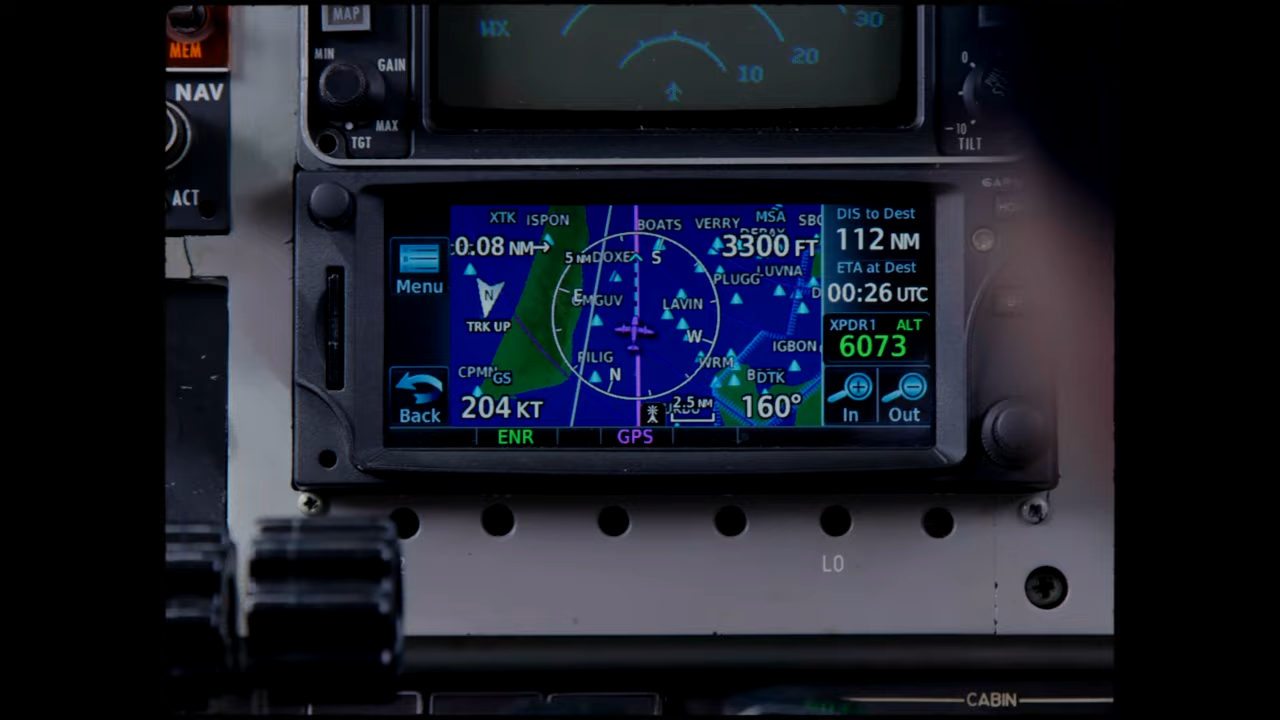 MEM
NAV
ACT
MAP
MIN
GAIN
MAX
TGT
WX
30
20
10
0
-10
TILT
Menu
Back
XTK
0.08 NM→
ISPON
BOATS
VERRY
MSA
3300 FT
5 NM
DOXE
S
E
PLUGG
LUVNA
LAVIN
N
TRK UP
W
IGBON
PILIG
WRM
N
GS
204 KT
2.5 NM
DTK
160°
DIS to Dest
112 NM
ETA at Dest
00:26 UTC
XPDR1 ALT
6073
In
Out
ENR
GPS
LO
CABIN